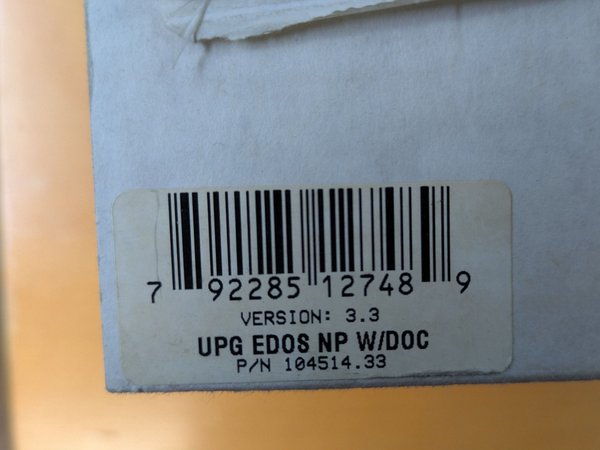 7 92285 12748 9
VERSION: 3.3
UPG EDOS NP W/DOC
P/N 104514.33